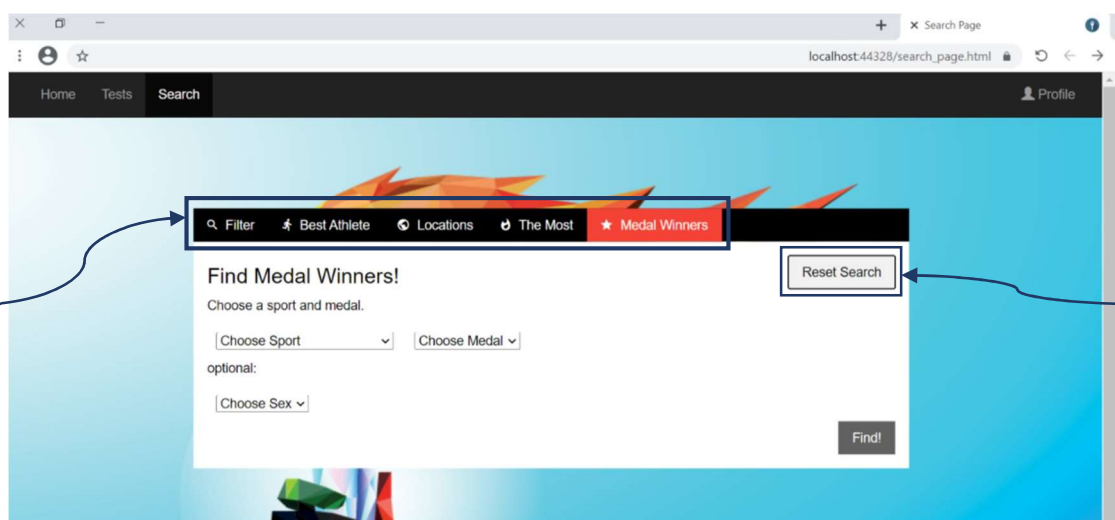 Search Page
localhost:44328/search_page.html
Home Tests Search Profile
Filter Best Athlete Locations The Most Medal Winners
Find Medal Winners!
Reset Search
Choose a sport and medal.
Choose Sport Choose Medal
optional:
Choose Sex
Find!